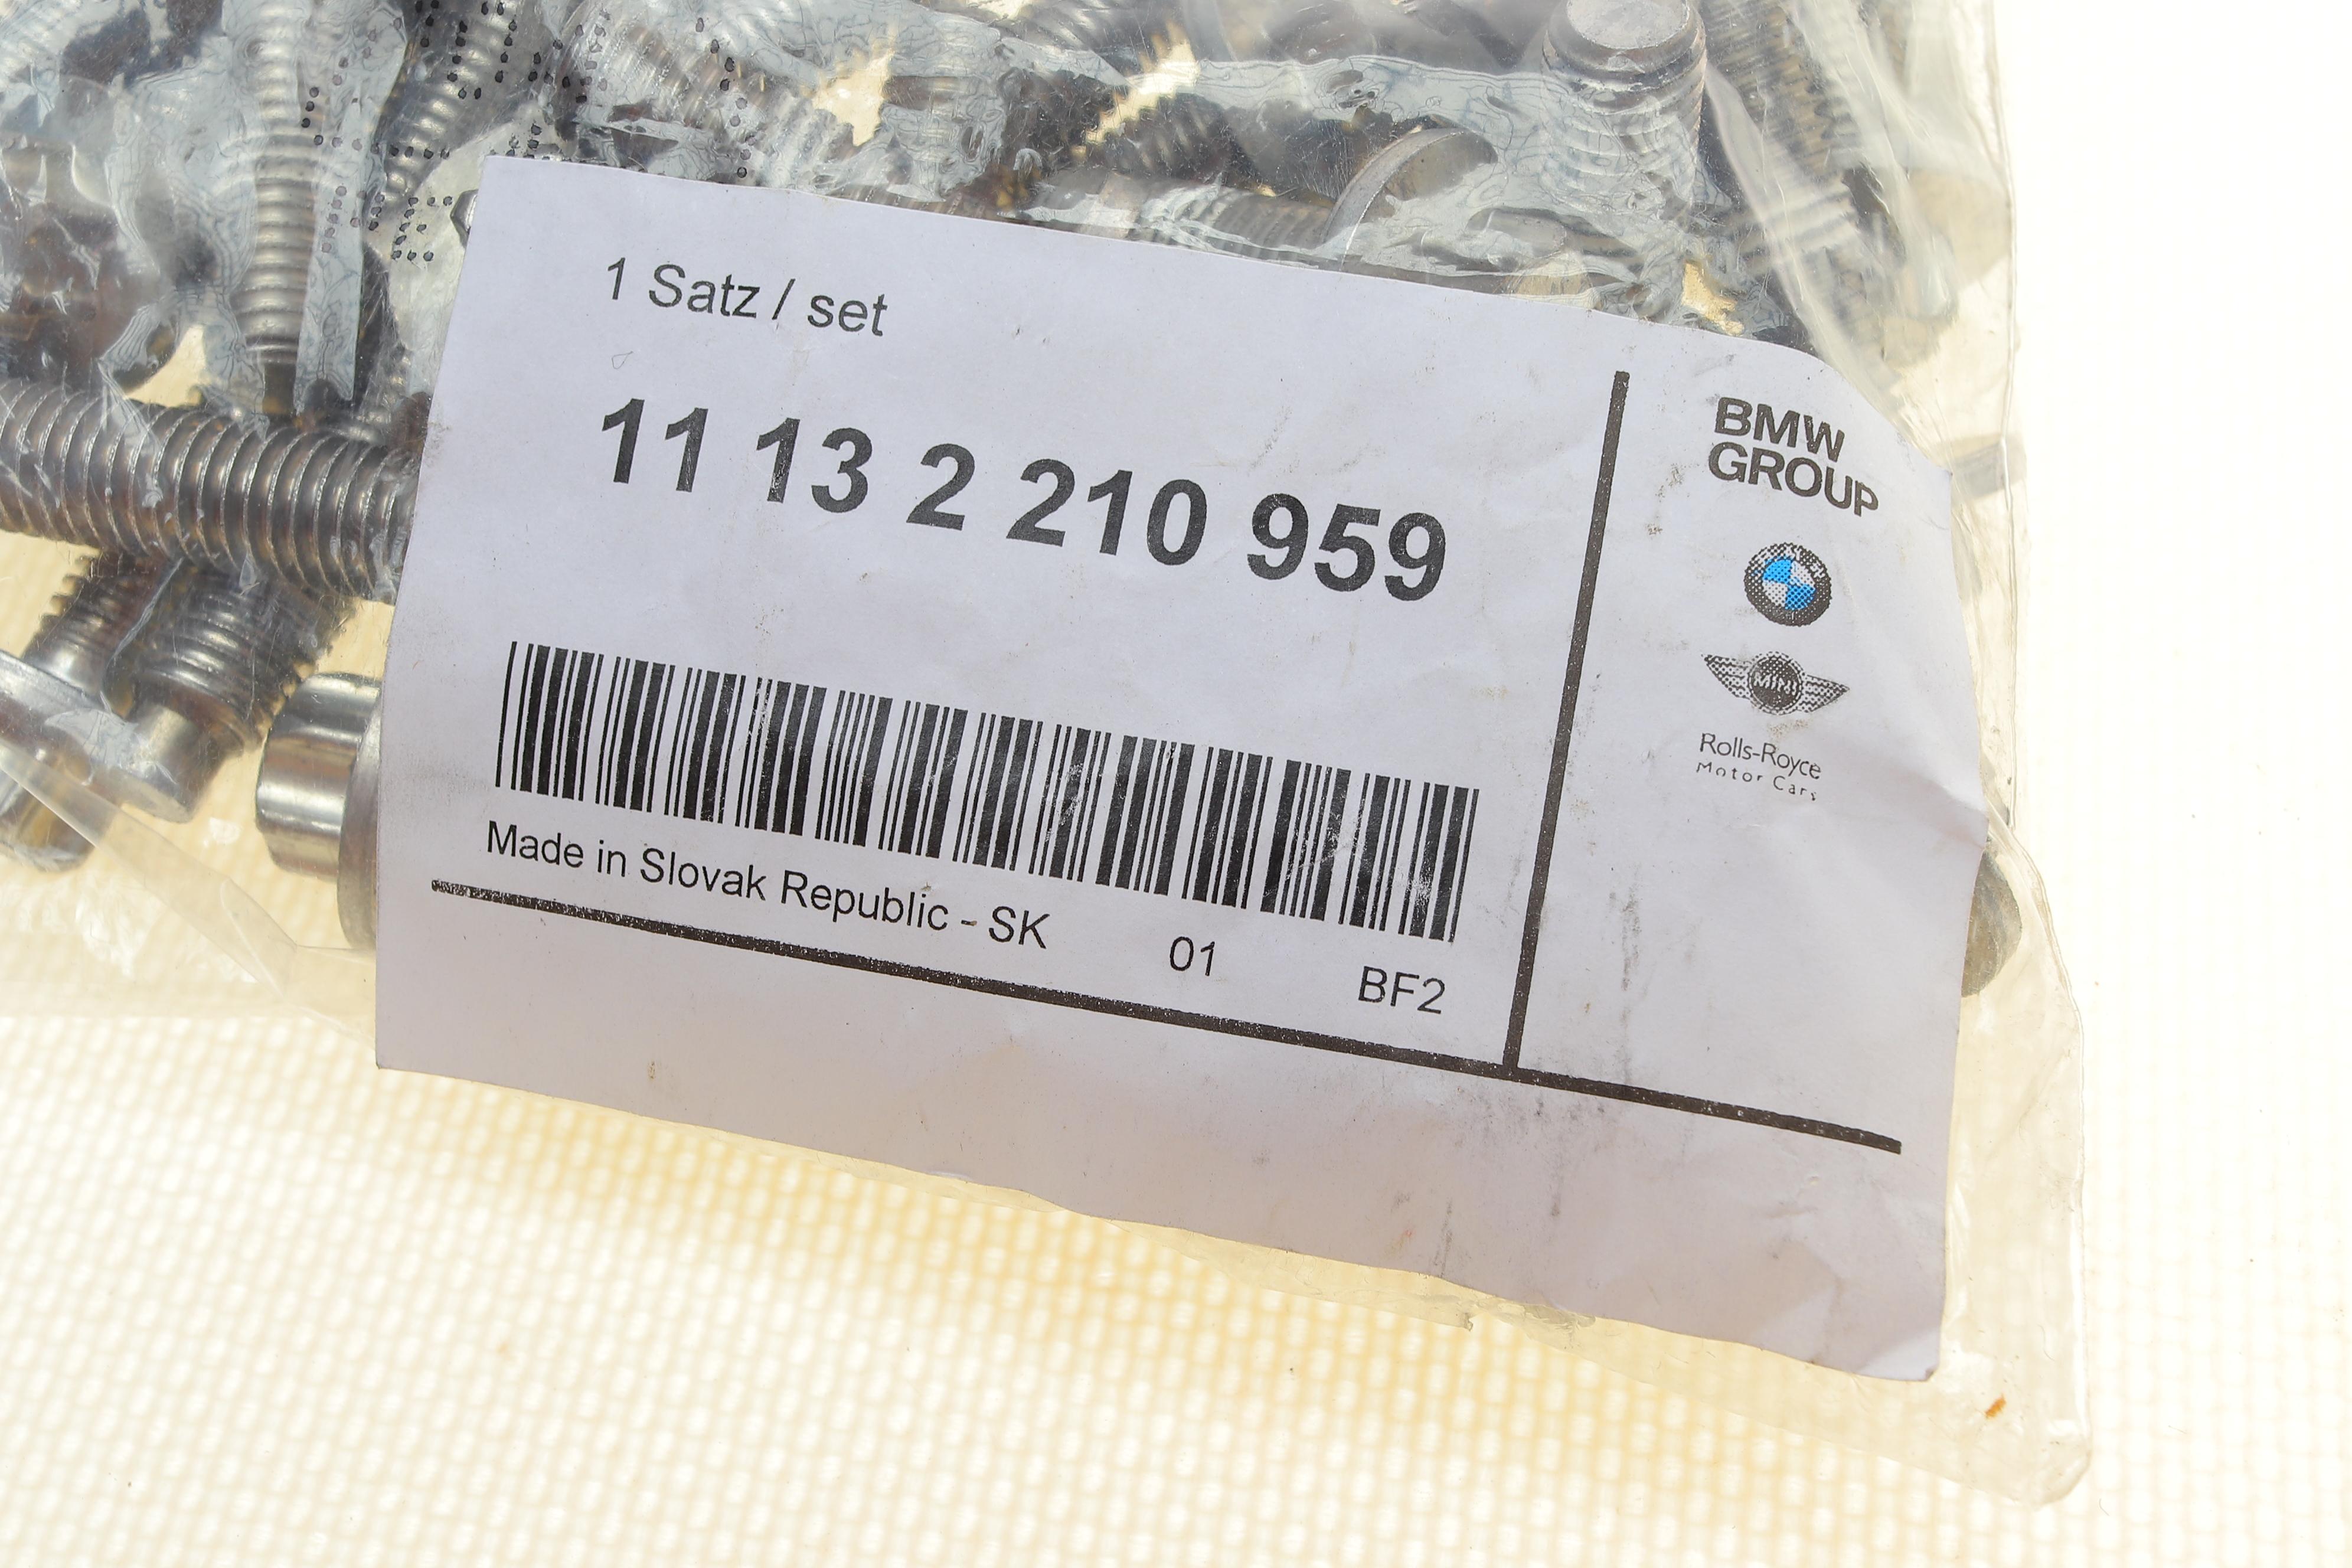 1 Satz / set
11 13 2 210 959
Made in Slovak Republic - SK 01 BF2
BMW
GROUP
MINI
Rolls-Royce
Motor Cars